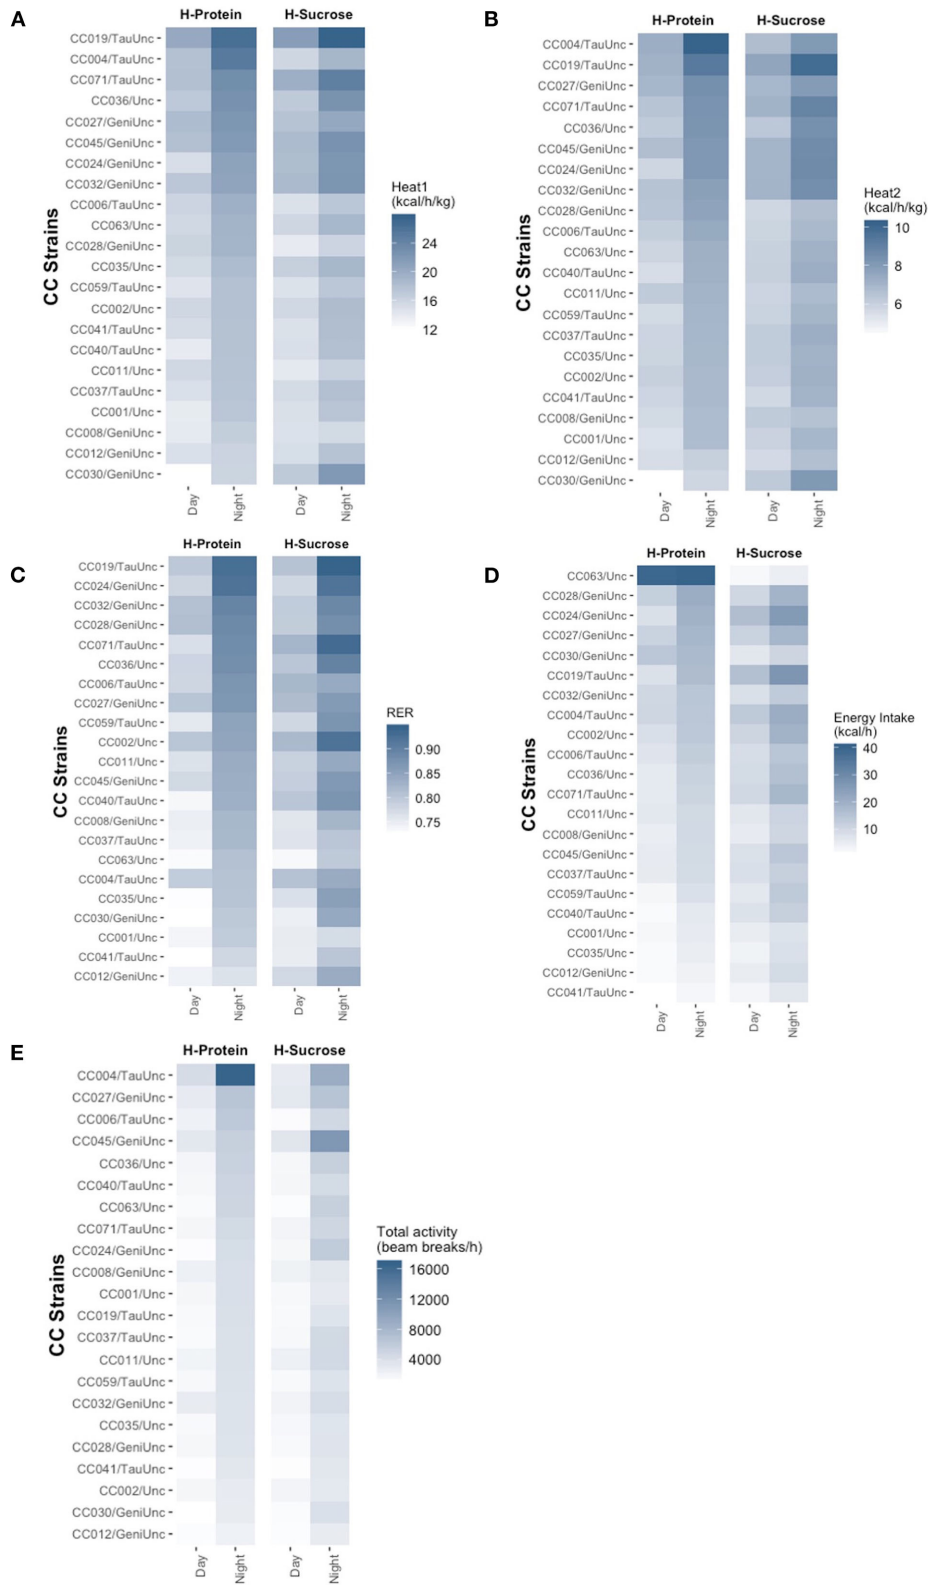 A
H-Protein
H-Sucrose
CC019/TauUnc
CC004/TauUnc
CC071/TauUnc
CC036/Unc
CC027/GeniUnc
CC045/GeniUnc
CC024/GeniUnc
CC032/GeniUnc
CC006/TauUnc
CC063/Unc
CC028/GeniUnc
CC035/Unc
CC059/TauUnc
CC002/Unc
CC041/TauUnc
CC040/TauUnc
CC011/Unc
CC037/TauUnc
CC001/Unc
CC008/GeniUnc
CC012/GeniUnc
CC030/GeniUnc
CC Strains
Day
Night
Day
Night
Heat1
(kcal/h/kg)
24
20
16
12
B
H-Protein
H-Sucrose
CC004/TauUnc
CC019/TauUnc
CC027/GeniUnc
CC071/TauUnc
CC036/Unc
CC045/GeniUnc
CC024/GeniUnc
CC032/GeniUnc
CC028/GeniUnc
CC006/TauUnc
CC063/Unc
CC040/TauUnc
CC011/Unc
CC059/TauUnc
CC037/TauUnc
CC035/Unc
CC002/Unc
CC041/TauUnc
CC008/GeniUnc
CC001/Unc
CC012/GeniUnc
CC030/GeniUnc
CC Strains
Day
Night
Day
Night
Heat2
(kcal/h/kg)
10
8
6
C
H-Protein
H-Sucrose
CC019/TauUnc
CC024/GeniUnc
CC032/GeniUnc
CC028/GeniUnc
CC071/TauUnc
CC036/Unc
CC006/TauUnc
CC027/GeniUnc
CC059/TauUnc
CC002/Unc
CC011/Unc
CC045/GeniUnc
CC040/TauUnc
CC008/GeniUnc
CC037/TauUnc
CC063/Unc
CC004/TauUnc
CC035/Unc
CC030/GeniUnc
CC001/Unc
CC041/TauUnc
CC012/GeniUnc
CC Strains
Day
Night
Day
Night
RER
0.90
0.85
0.80
0.75
D
H-Protein
H-Sucrose
CC063/Unc
CC028/GeniUnc
CC024/GeniUnc
CC027/GeniUnc
CC030/GeniUnc
CC019/TauUnc
CC032/GeniUnc
CC004/TauUnc
CC002/Unc
CC006/TauUnc
CC036/Unc
CC071/TauUnc
CC011/Unc
CC008/GeniUnc
CC045/GeniUnc
CC037/TauUnc
CC059/TauUnc
CC040/TauUnc
CC001/Unc
CC035/Unc
CC012/GeniUnc
CC041/TauUnc
CC Strains
Day
Night
Day
Night
Energy Intake
(kcal/h)
40
30
20
10
E
H-Protein
H-Sucrose
CC004/TauUnc
CC027/GeniUnc
CC006/TauUnc
CC045/GeniUnc
CC036/Unc
CC040/TauUnc
CC063/Unc
CC071/TauUnc
CC024/GeniUnc
CC008/GeniUnc
CC001/Unc
CC019/TauUnc
CC037/TauUnc
CC011/Unc
CC059/TauUnc
CC032/GeniUnc
CC035/Unc
CC028/GeniUnc
CC041/TauUnc
CC002/Unc
CC030/GeniUnc
CC012/GeniUnc
CC Strains
Day
Night
Day
Night
Total activity
(beam breaks/h)
16000
12000
8000
4000